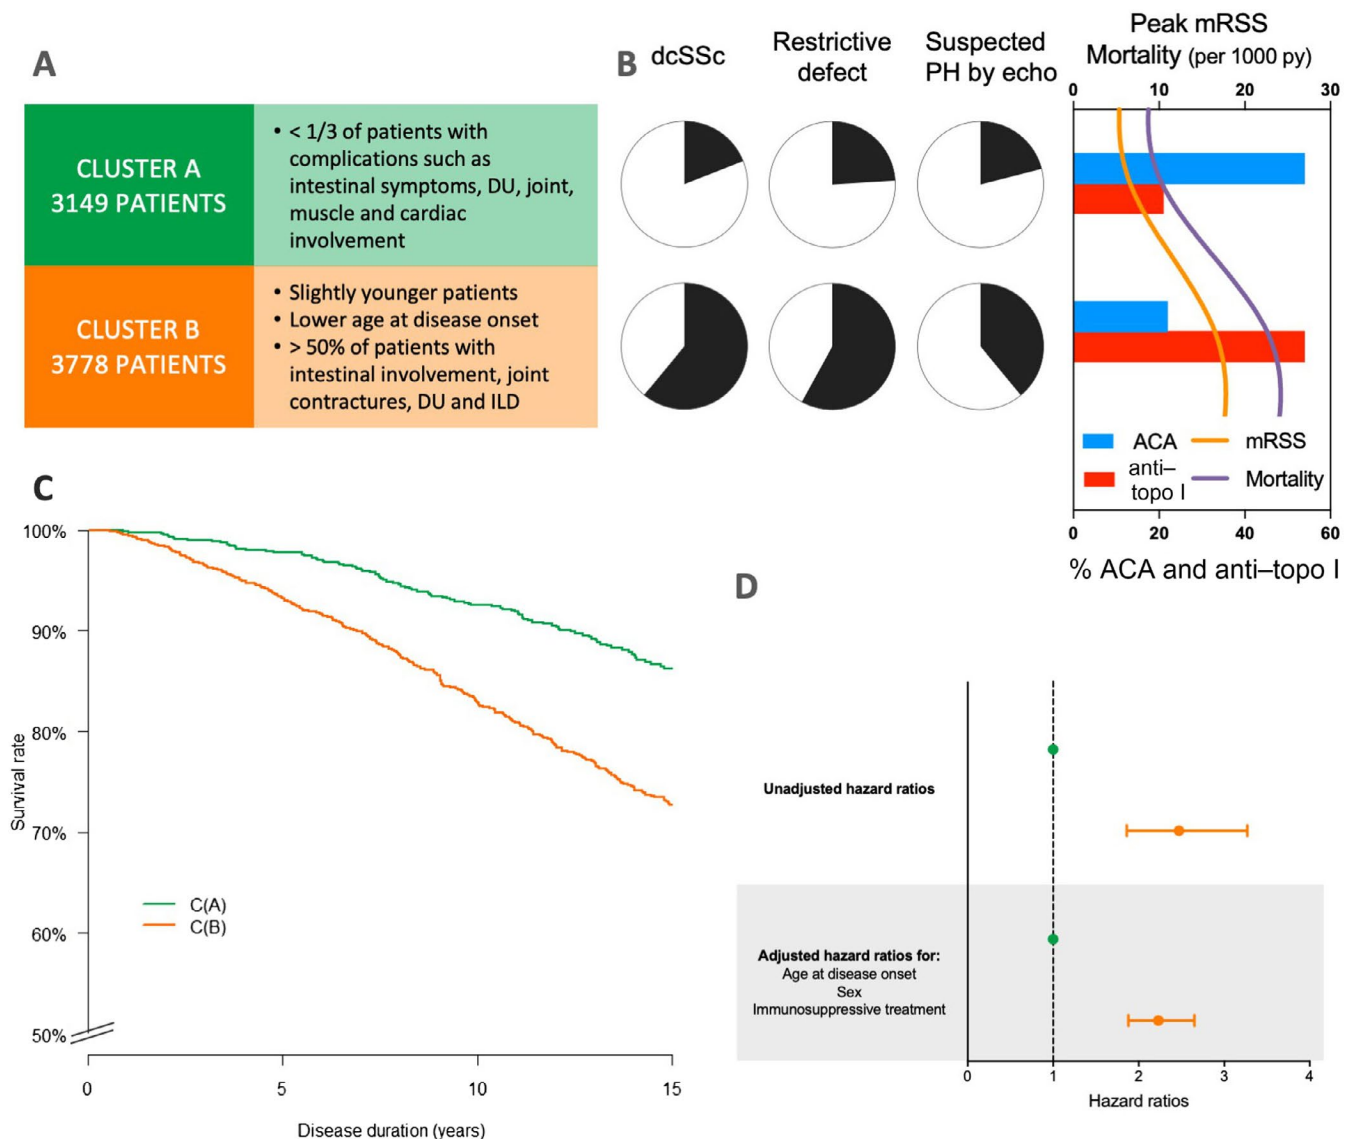 A
CLUSTER A
3149 PATIENTS
• < 1/3 of patients with
complications such as
intestinal symptoms, DU, joint,
muscle and cardiac
involvement
CLUSTER B
3778 PATIENTS
• Slightly younger patients
• Lower age at disease onset
• > 50% of patients with
intestinal involvement, joint
contractures, DU and ILD
B
dcSSc
Restrictive
defect
Suspected
PH by echo
Peak mRSS
Mortality (per 1000 py)
0 10 20 30
ACA
mRSS
anti–
topo I
Mortality
0 20 40 60
% ACA and anti–topo I
C
100%
90%
80%
70%
60%
50%
Survival rate
C(A)
C(B)
0 5 10 15
Disease duration (years)
D
Unadjusted hazard ratios
Adjusted hazard ratios for:
Age at disease onset
Sex
Immunosuppressive treatment
0 1 2 3 4
Hazard ratios